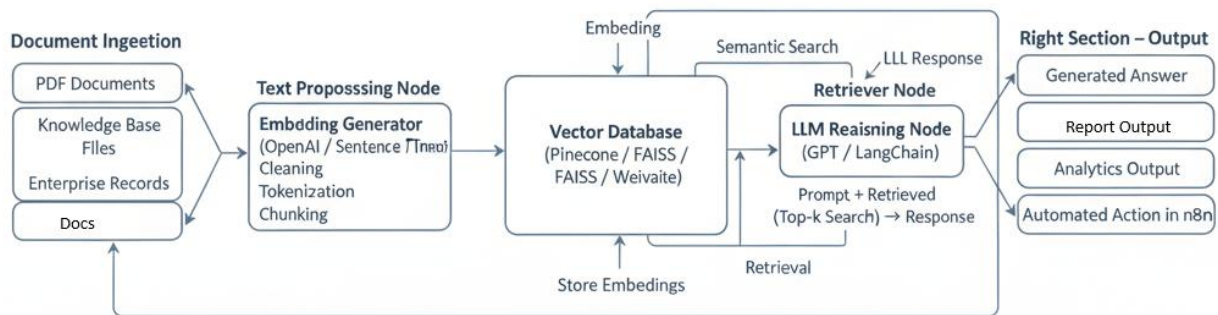 Document Ingeetion
PDF Documents
Knowledge Base
FIles
Enterprise Records
Docs
Text Proposssing Node
Embdding Generator
(OpenAI / Sentence
Cleaning
Tokenization
Chunking
Embeding
Vector Database
(Pinecone / FAISS /
FAISS / Weivaite)
Store Embedings
Semantic Search
LLL Response
Retriever Node
LLM Reaisning Node
(GPT / LangChain)
Prompt + Retrieved
(Top-k Search) → Response
Retrieval
Right Section – Output
Generated Answer
Report Output
Analytics Output
Automated Action in n8n